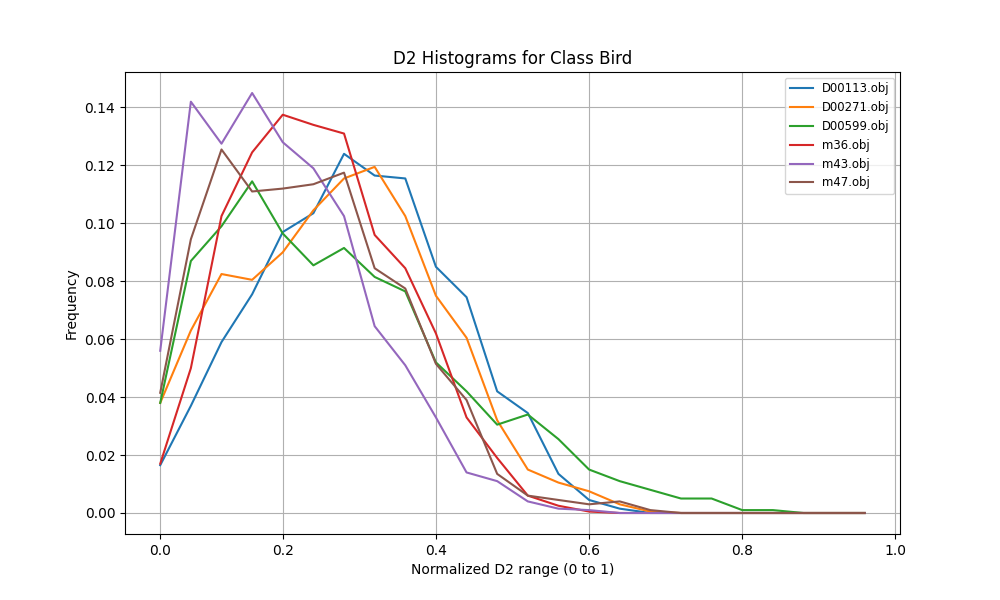 D2 Histograms for Class Bird
D00113.obj
D00271.obj
D00599.obj
m36.obj
m43.obj
m47.obj
Frequency
0.14
0.12
0.10
0.08
0.06
0.04
0.02
0.00
0.0 0.2 0.4 0.6 0.8 1.0
Normalized D2 range (0 to 1)